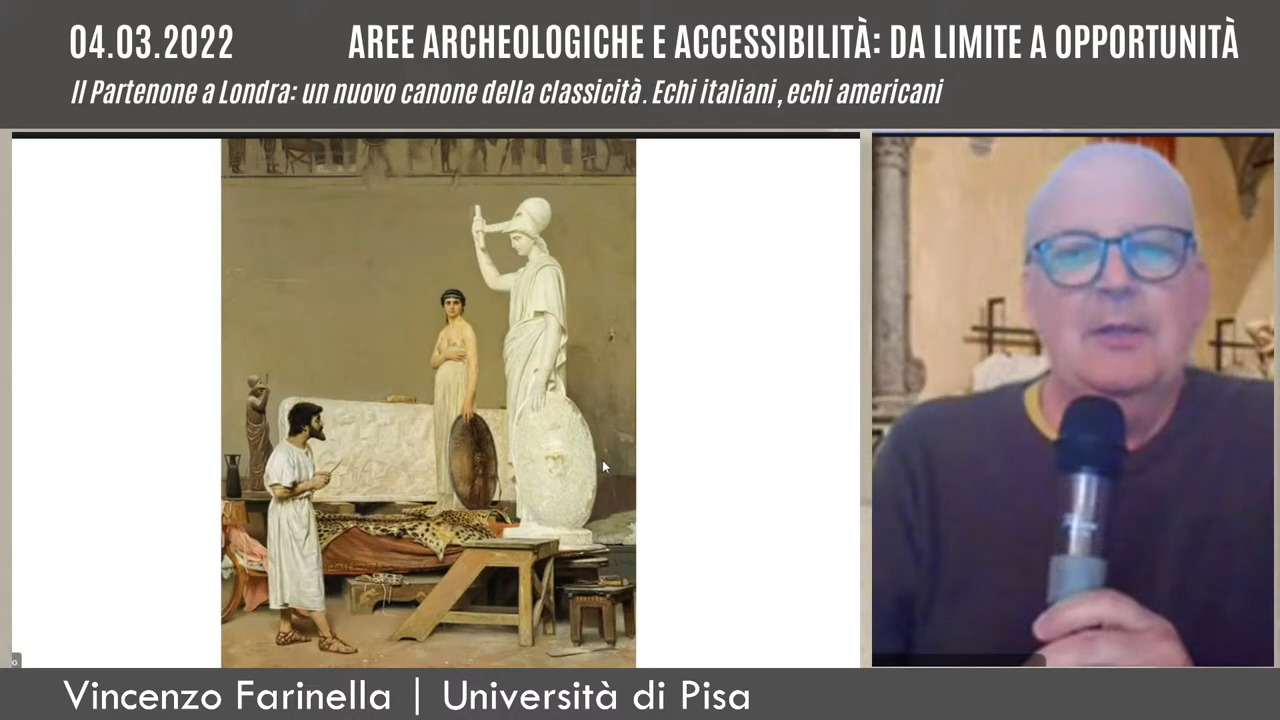 04.03.2022
AREE ARCHEOLOGICHE E ACCESSIBILITÀ: DA LIMITE A OPPORTUNITÀ
Il Partenone a Londra: un nuovo canone della classicità. Echi italiani, echi americani
Vincenzo Farinella | Università di Pisa